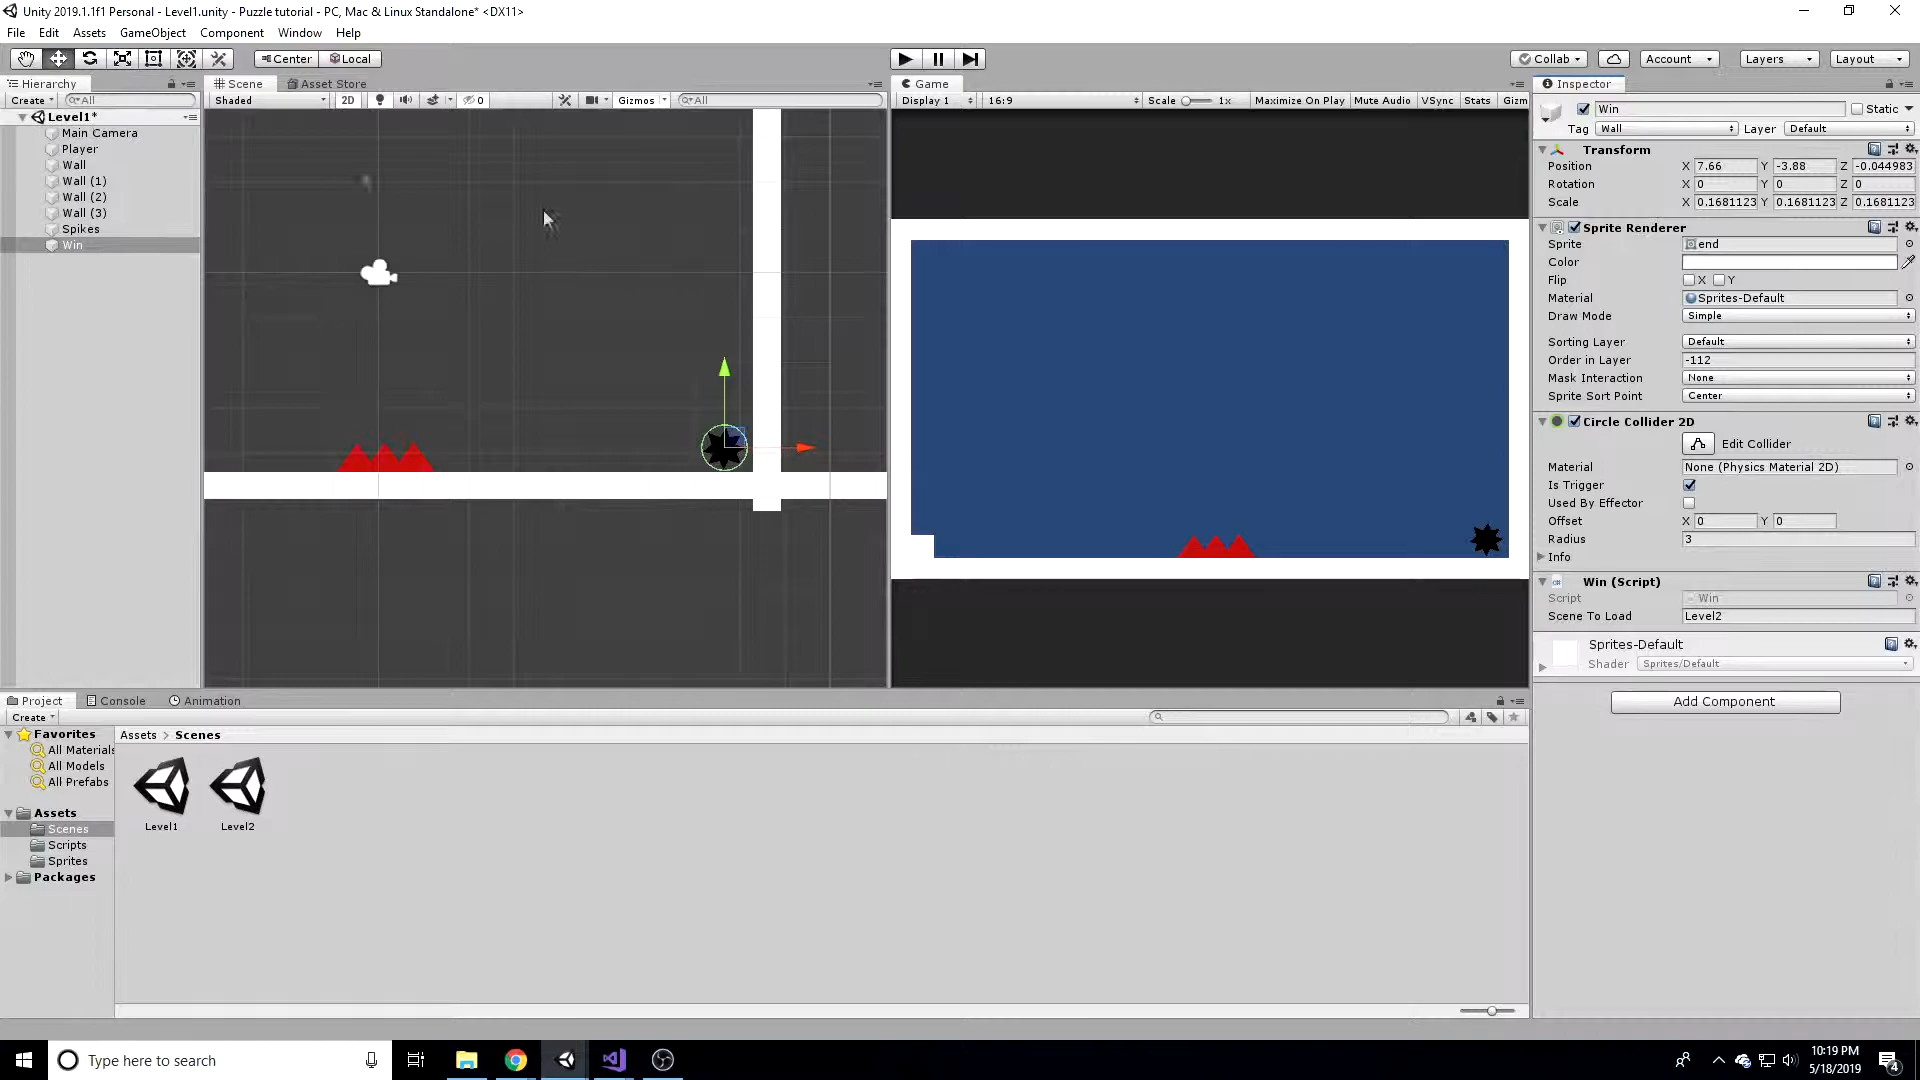 Unity 2019.1.1f1 Personal - Level1.unity - Puzzle tutorial - PC, Mac & Linux Standalone* <DX11>
File Edit Assets GameObject Component Window Help
Center Local
Collab Account Layers Layout
Hierarchy
Create All
Level1*
Main Camera
Player
Wall
Wall (1)
Wall (2)
Wall (3)
Spikes
Win
Scene Asset Store
Shaded 2D 0 Gizmos All
Game
Display 1 16:9 Scale 1x Maximize On Play Mute Audio VSync Stats Gizm
Inspector
Win Static
Tag Wall Layer Default
Transform
Position X 7.66 Y -3.88 Z -0.044983
Rotation X 0 Y 0 Z 0
Scale X 0.1681123 Y 0.1681123 Z 0.1681123
Sprite Renderer
Sprite end
Color
Flip X Y
Material Sprites-Default
Draw Mode Simple
Sorting Layer Default
Order in Layer -112
Mask Interaction None
Sprite Sort Point Center
Circle Collider 2D
Edit Collider
Material None (Physics Material 2D)
Is Trigger
Used By Effector
Offset X 0 Y 0
Radius 3
Info
Win (Script)
Script Win
Scene To Load Level2
Sprites-Default
Shader Sprites/Default
Add Component
Project Console Animation
Create
Favorites
All Materials
All Models
All Prefabs
Assets
Scenes
Scripts
Sprites
Packages
Assets > Scenes
Level1 Level2
Type here to search
10:19 PM
5/18/2019
4